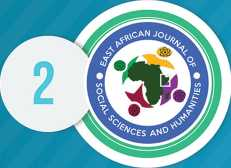 2
EAST AFRICAN JOURNAL OF
SOCIAL SCIENCES AND HUMANITIES